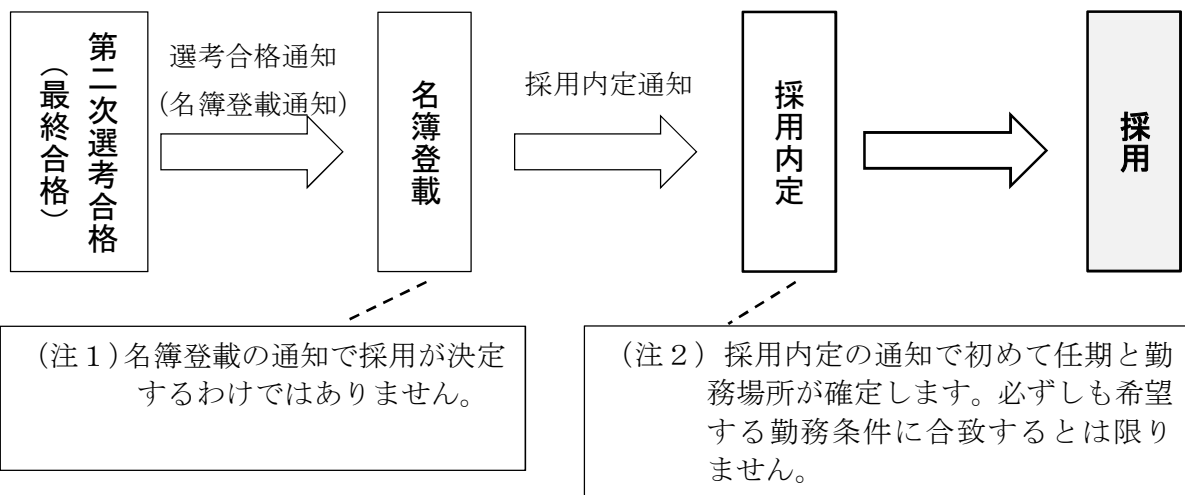 第二次選考合格
（最終合格）
選考合格通知
(名簿登載通知)
名簿登載
採用内定通知
採用内定
採用
(注１)名簿登載の通知で採用が決定
するわけではありません。
(注２) 採用内定の通知で初めて任期と勤
務場所が確定します。必ずしも希望
する勤務条件に合致するとは限り
ません。